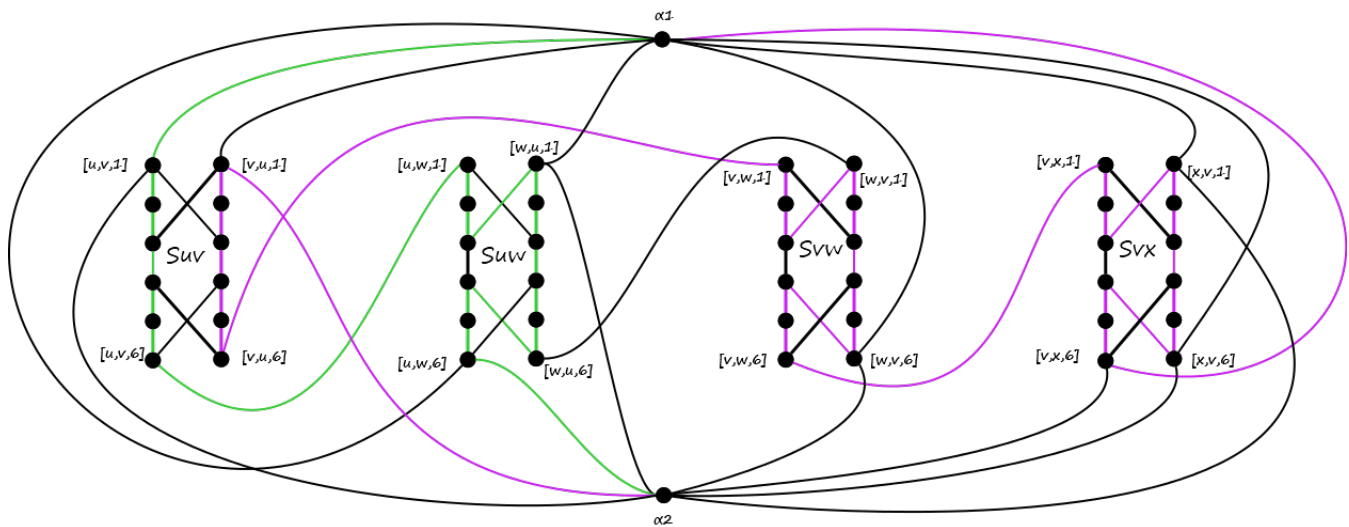 α1
[u,v,1]
[v,u,1]
[u,w,1]
[w,u,1]
[v,w,1]
[w,v,1]
[v,x,1]
[x,v,1]
Suv
Suw
Svw
Svx
[u,v,6]
[v,u,6]
[u,w,6]
[w,u,6]
[v,w,6]
[w,v,6]
[v,x,6]
[x,v,6]
α2